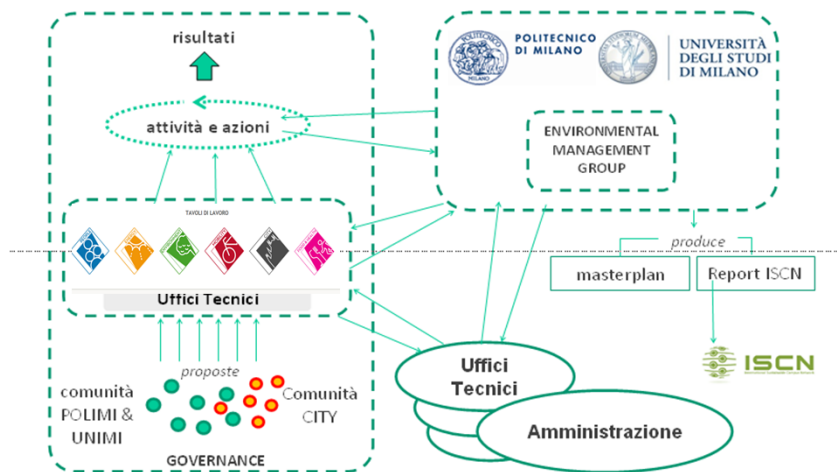 risultati
attività e azioni
TAVOLI DI LAVORO
Uffici Tecnici
proposte
comunità
POLIMI &
UNIMI
Comunità
CITY
GOVERNANCE
POLITECNICO
DI MILANO
UNIVERSITÀ
DEGLI STUDI
DI MILANO
ENVIRONMENTAL
MANAGEMENT
GROUP
produce
masterplan
Report ISCN
ISCN
Uffici
Tecnici
Amministrazione